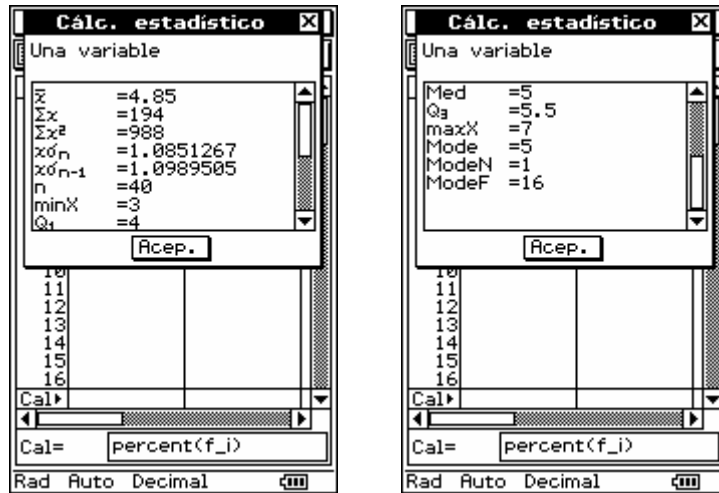 Cálc. estadístico
Una variable
x̄ =4.85
Σx =194
Σx² =988
xσn =1.0851267
xσn-1 =1.0989505
n =40
minX =3
Q₁ =4
Acep.
10
11
12
13
14
15
16
Cal▸
Cal= percent(f_i)
Rad Auto Decimal
Cálc. estadístico
Una variable
Med =5
Q₃ =5.5
maxX =7
Mode =5
ModeN =1
ModeF =16
Acep.
10
11
12
13
14
15
16
Cal▸
Cal= percent(f_i)
Rad Auto Decimal